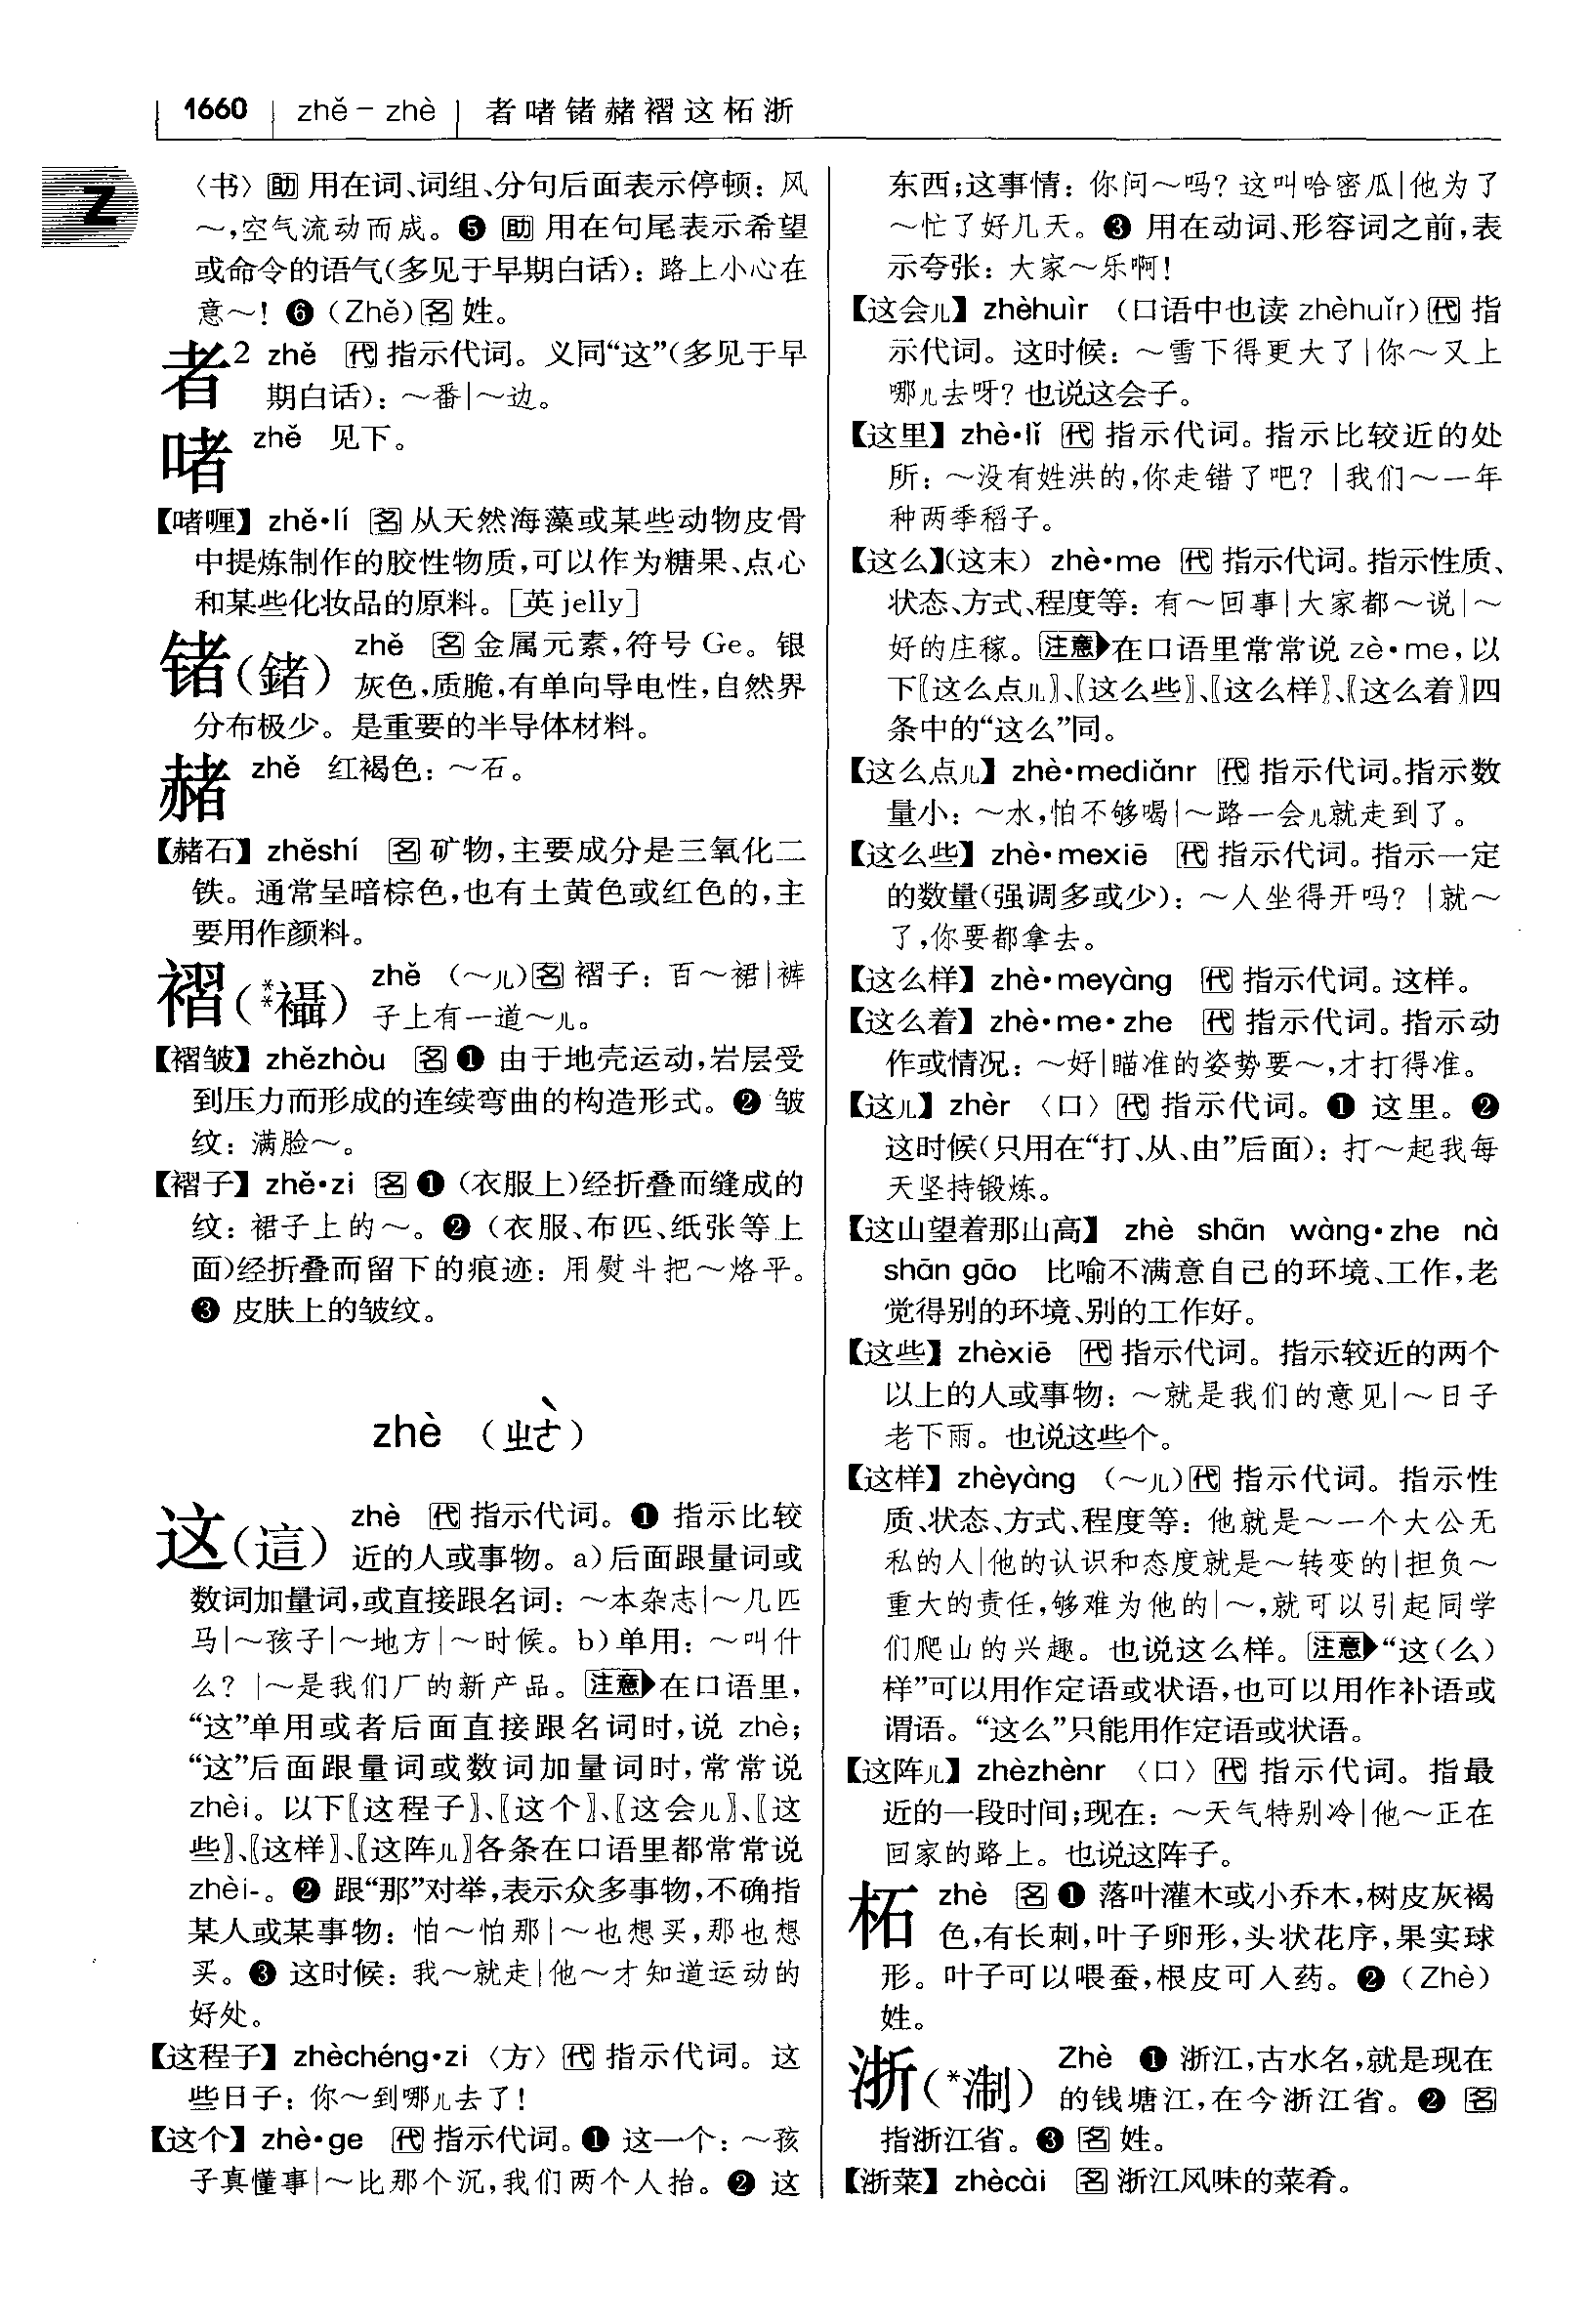 1660 zhě－zhè 者啫锗赭褶这柘浙
Z
〈书〉助 用在词、词组、分句后面表示停顿：风
～，空气流动而成。❺ 助 用在句尾表示希望
或命令的语气（多见于早期白话）：路上小心在
意～！❻（Zhě）名 姓。
者2 zhě 代 指示代词。义同“这”（多见于早
期白话）：～番|～边。
啫 zhě 见下。
【啫喱】zhě•lí 名 从天然海藻或某些动物皮骨
中提炼制作的胶性物质，可以作为糖果、点心
和某些化妆品的原料。[英 jelly]
锗（鍺） zhě 名 金属元素，符号 Ge。银
灰色，质脆，有单向导电性，自然界
分布极少。是重要的半导体材料。
赭 zhě 红褐色：～石。
【赭石】zhěshí 名 矿物，主要成分是三氧化二
铁。通常呈暗棕色，也有土黄色或红色的，主
要用作颜料。
褶（**襵） zhě （～儿）名 褶子：百～裙|裤
子上有一道～儿。
【褶皱】zhězhòu 名 ❶ 由于地壳运动，岩层受
到压力而形成的连续弯曲的构造形式。❷ 皱
纹：满脸～。
【褶子】zhě•zi 名 ❶（衣服上）经折叠而缝成的
纹：裙子上的～。❷（衣服、布匹、纸张等上
面）经折叠而留下的痕迹：用熨斗把～烙平。
❸ 皮肤上的皱纹。
zhè （ㄓㄜˋ）
这（這） zhè 代 指示代词。❶ 指示比较
近的人或事物。a）后面跟量词或
数词加量词，或直接跟名词：～本杂志|～几匹
马|～孩子|～地方|～时候。b）单用：～叫什
么？|～是我们厂的新产品。注意▶在口语里，
“这”单用或者后面直接跟名词时，说 zhè；
“这”后面跟量词或数词加量词时，常常说
zhèi。以下〖这程子〗、〖这个〗、〖这会儿〗、〖这
些〗、〖这样〗、〖这阵儿〗各条在口语里都常常说
zhèi-。❷ 跟“那”对举，表示众多事物，不确指
某人或某事物：怕～怕那|～也想买，那也想
买。❸ 这时候：我～就走|他～才知道运动的
好处。
【这程子】zhèchéng•zi〈方〉代 指示代词。这
些日子：你～到哪儿去了！
【这个】zhè•ge 代 指示代词。❶ 这一个：～孩
子真懂事|～比那个沉，我们两个人抬。❷ 这
东西；这事情：你问～吗？这叫哈密瓜|他为了
～忙了好几天。❸ 用在动词、形容词之前，表
示夸张：大家～乐啊！
【这会儿】zhèhuìr （口语中也读 zhèhuǐr）代 指
示代词。这时候：～雪下得更大了|你～又上
哪儿去呀？也说这会子。
【这里】zhè•lǐ 代 指示代词。指示比较近的处
所：～没有姓洪的，你走错了吧？|我们～一年
种两季稻子。
【这么】（这末）zhè•me 代 指示代词。指示性质、
状态、方式、程度等：有～回事|大家都～说|～
好的庄稼。注意▶在口语里常常说 zè•me，以
下〖这么点儿〗、〖这么些〗、〖这么样〗、〖这么着〗四
条中的“这么”同。
【这么点儿】zhè•mediǎnr 代 指示代词。指示数
量小：～水，怕不够喝|～路一会儿就走到了。
【这么些】zhè•mexiē 代 指示代词。指示一定
的数量（强调多或少）：～人坐得开吗？|就～
了，你要都拿去。
【这么样】zhè•meyàng 代 指示代词。这样。
【这么着】zhè•me•zhe 代 指示代词。指示动
作或情况：～好|瞄准的姿势要～，才打得准。
【这儿】zhèr 〈口〉代 指示代词。❶ 这里。❷
这时候（只用在“打、从、由”后面）：打～起我每
天坚持锻炼。
【这山望着那山高】 zhè shān wàng•zhe nà
shān gāo 比喻不满意自己的环境、工作，老
觉得别的环境、别的工作好。
【这些】zhèxiē 代 指示代词。指示较近的两个
以上的人或事物：～就是我们的意见|～日子
老下雨。也说这些个。
【这样】zhèyàng （～儿）代 指示代词。指示性
质、状态、方式、程度等：他就是～一个大公无
私的人|他的认识和态度就是～转变的|担负～
重大的责任，够难为他的|～，就可以引起同学
们爬山的兴趣。也说这么样。注意▶“这（么）
样”可以用作定语或状语，也可以用作补语或
谓语。“这么”只能用作定语或状语。
【这阵儿】zhèzhènr 〈口〉代 指示代词。指最
近的一段时间；现在：～天气特别冷|他～正在
回家的路上。也说这阵子。
柘 zhè 名 ❶ 落叶灌木或小乔木，树皮灰褐
色，有长刺，叶子卵形，头状花序，果实球
形。叶子可以喂蚕，根皮可入药。❷（Zhè）
姓。
浙（*淛） Zhè ❶ 浙江，古水名，就是现在
的钱塘江，在今浙江省。❷ 名
指浙江省。❸ 名 姓。
【浙菜】zhècài 名 浙江风味的菜肴。